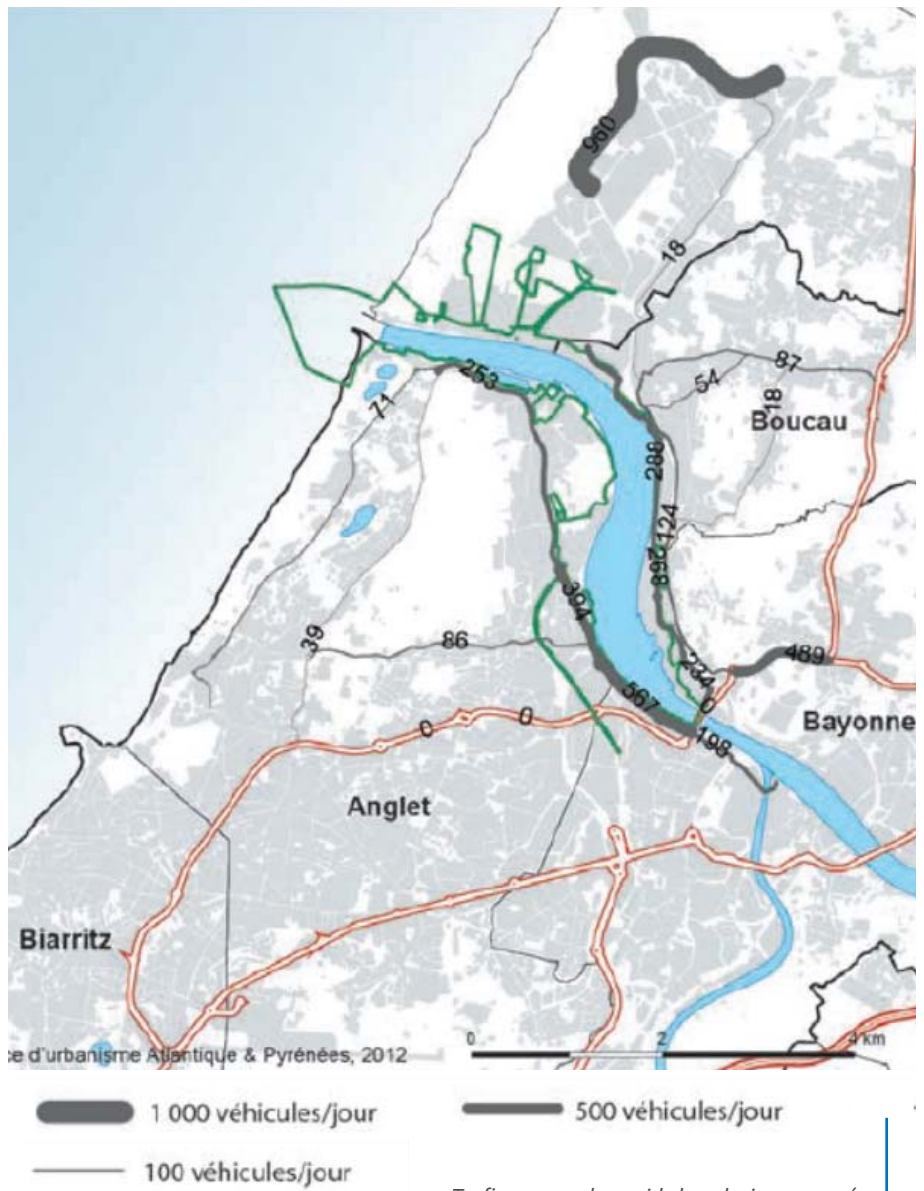 960
18
87
54
18
Boucau
253
71
288
124
268
394
39
86
234
489
567
0
198
Bayonne
0
0
Anglet
Biarritz
ce d'urbanisme Atlantique & Pyrénées, 2012
0 2 4 km
1 000 véhicules/jour
500 véhicules/jour
100 véhicules/jour